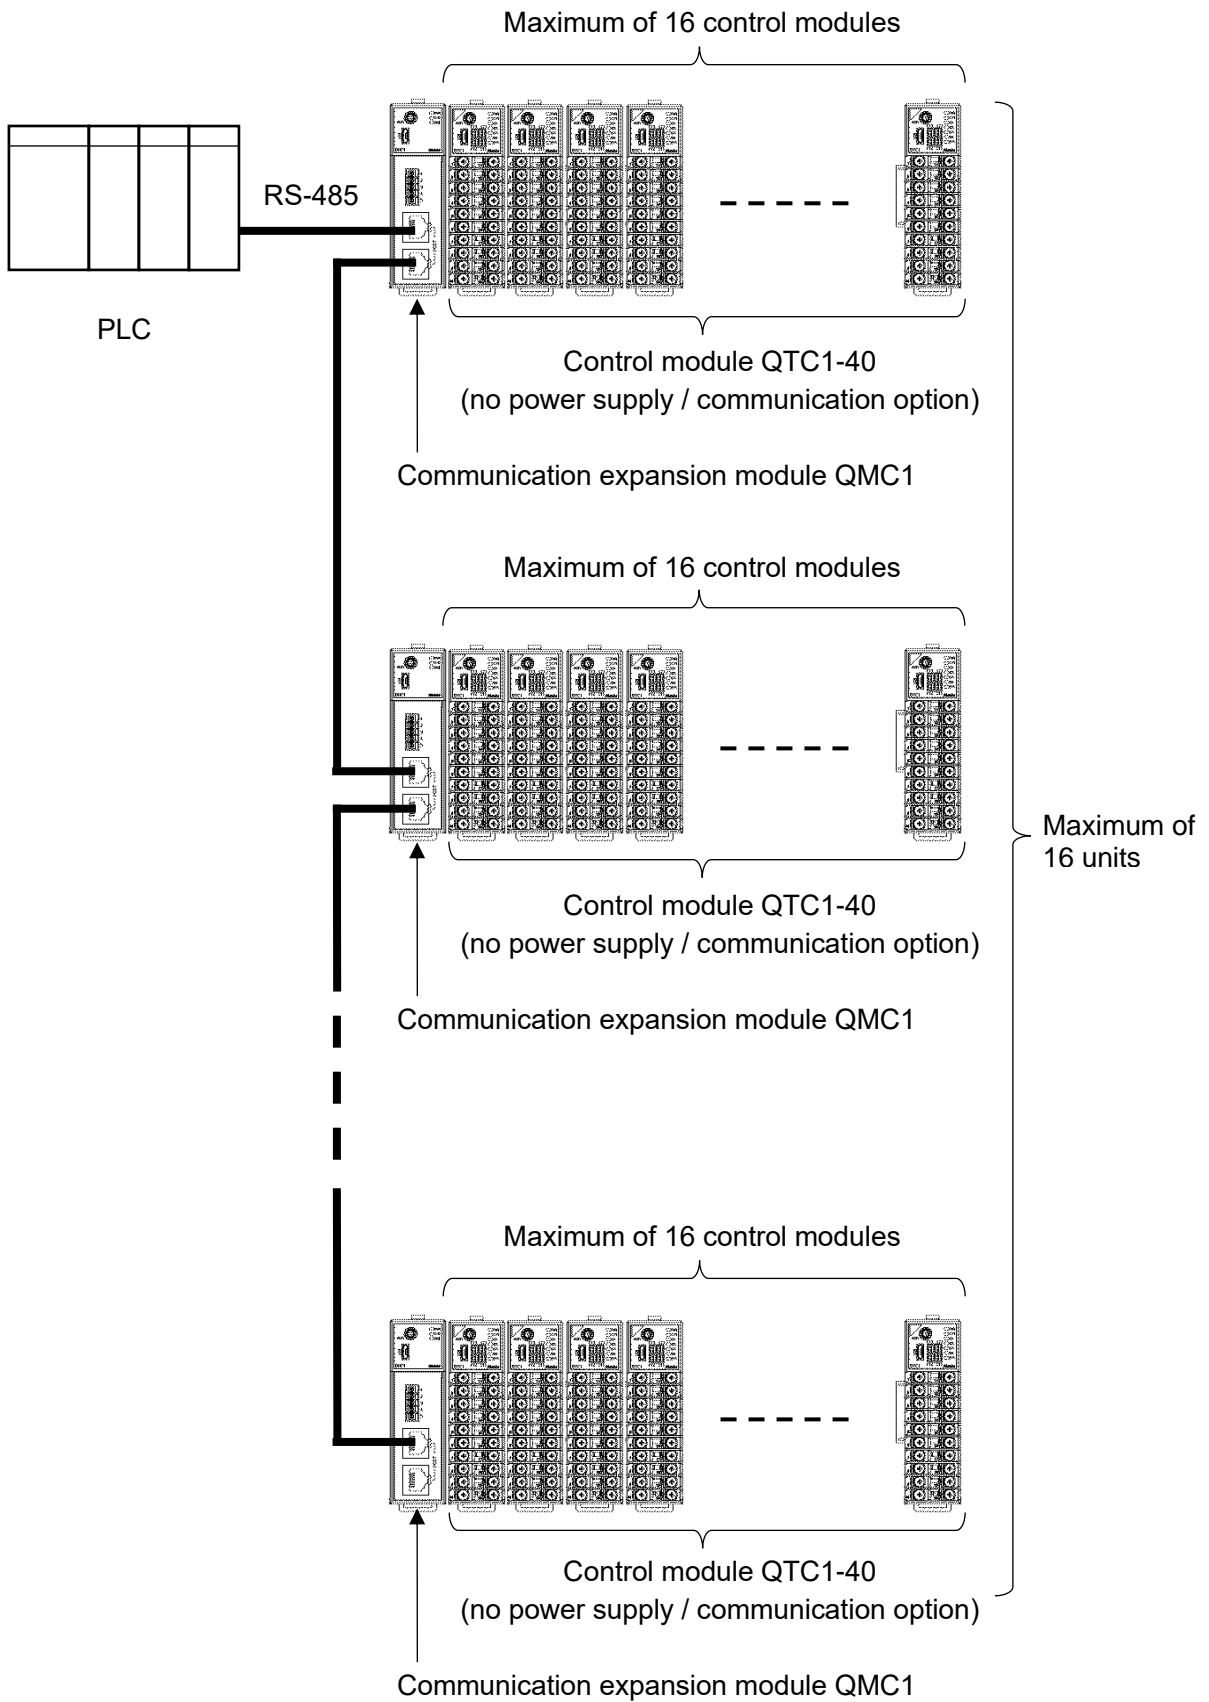 Maximum of 16 control modules
RS-485
PLC
Control module QTC1-40
(no power supply / communication option)
Communication expansion module QMC1
Maximum of 16 control modules
Maximum of
16 units
Control module QTC1-40
(no power supply / communication option)
Communication expansion module QMC1
Maximum of 16 control modules
Control module QTC1-40
(no power supply / communication option)
Communication expansion module QMC1